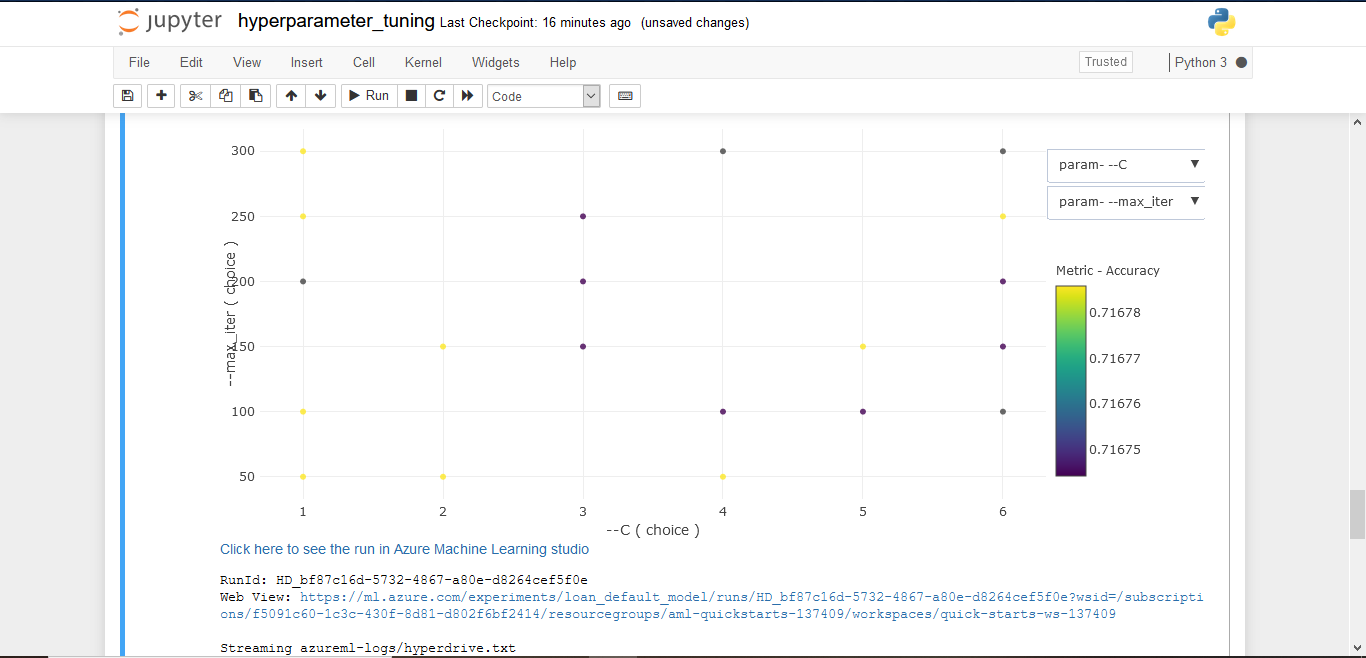 jupyter hyperparameter_tuning Last Checkpoint: 16 minutes ago (unsaved changes)
File Edit View Insert Cell Kernel Widgets Help Trusted Python 3
Run Code
300
250
200
150
100
50
--max_iter ( choice )
1 2 3 4 5 6
--C ( choice )
param- --C
param- --max_iter
Metric - Accuracy
0.71678
0.71677
0.71676
0.71675
Click here to see the run in Azure Machine Learning studio
RunId: HD_bf87c16d-5732-4867-a80e-d8264cef5f0e
Web View: https://ml.azure.com/experiments/loan_default_model/runs/HD_bf87c16d-5732-4867-a80e-d8264cef5f0e?wsid=/subscripti
ons/f5091c60-1c3c-430f-8d81-d802f6bf2414/resourcegroups/aml-quickstarts-137409/workspaces/quick-starts-ws-137409
Streaming azureml-logs/hyperdrive.txt